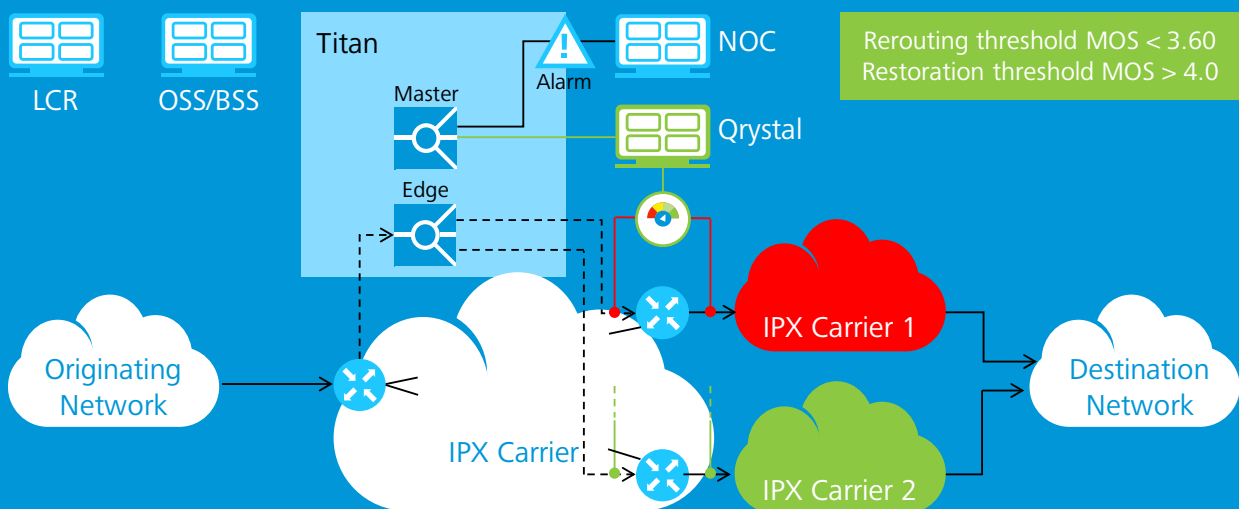 LCR
OSS/BSS
Titan
Alarm
NOC
Rerouting threshold MOS < 3.60
Restoration threshold MOS > 4.0
Master
Qrystal
Edge
Originating
Network
IPX Carrier
IPX Carrier 1
IPX Carrier 2
Destination
Network